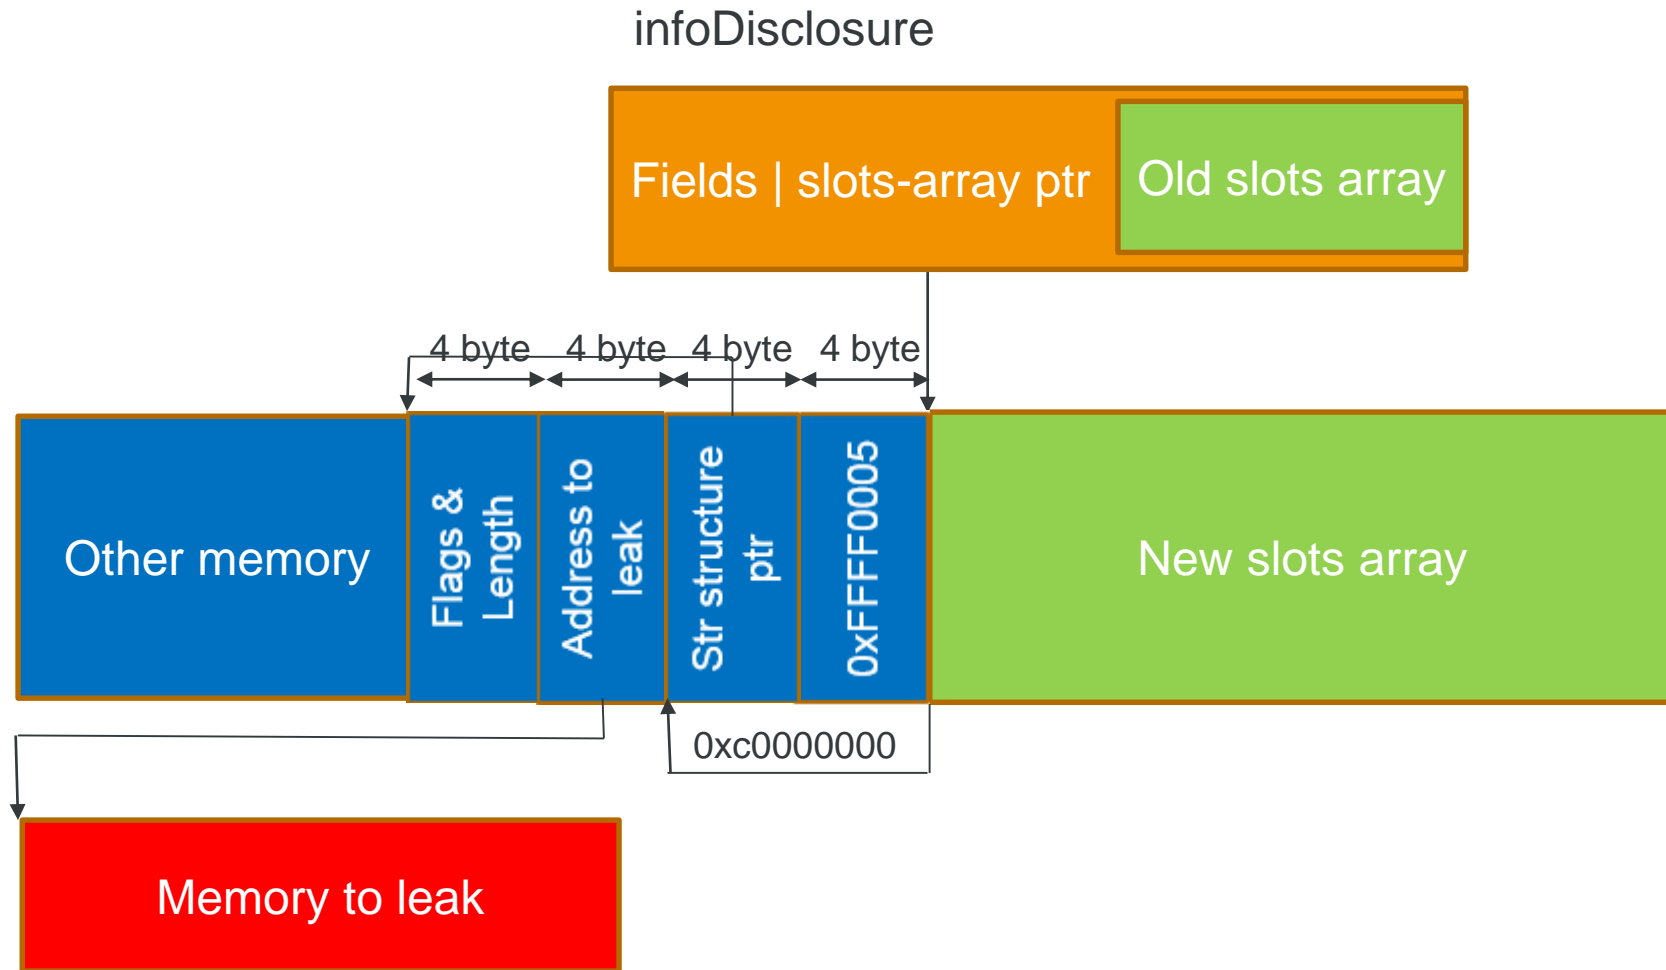 infoDisclosure
Fields | slots-array ptr
Old slots array
4 byte
4 byte
4 byte
4 byte
Other memory
Flags &
Length
Address to
leak
Str structure
ptr
0xFFFF0005
New slots array
0xc0000000
Memory to leak